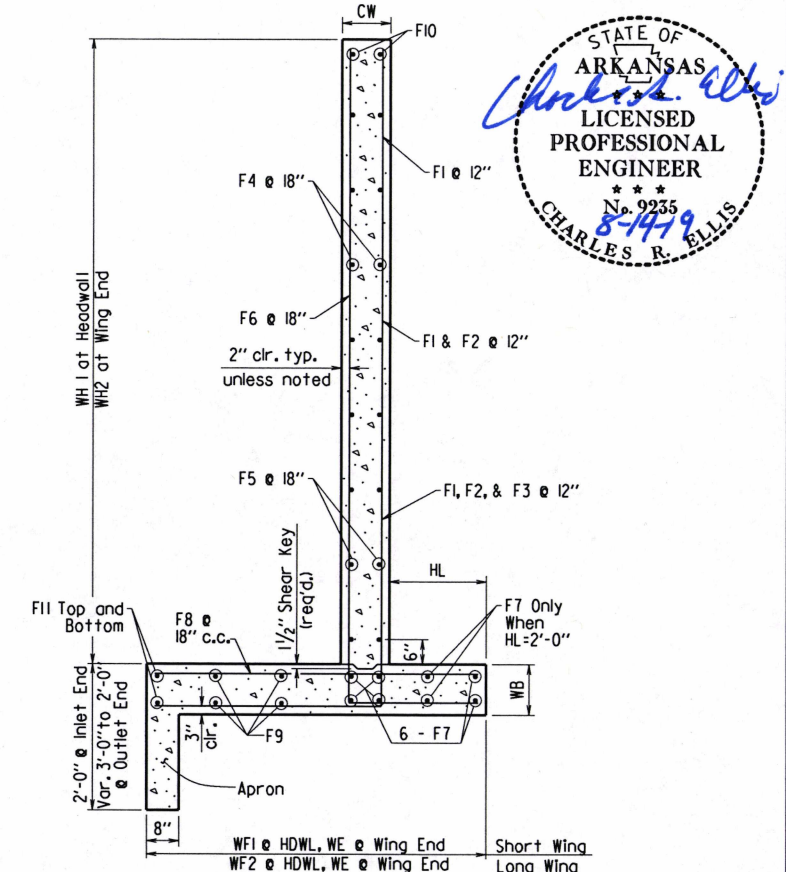 CW
F10
STATE OF
ARKANSAS
Charles R. Ellis
LICENSED
PROFESSIONAL
ENGINEER
No. 9235
8-14-19
CHARLES R. ELLIS
F1 @ 12"
F4 @ 18"
WH 1 at Headwall
WH2 at Wing End
F6 @ 18"
F1 & F2 @ 12"
2" clr. typ.
unless noted
F5 @ 18"
F1, F2, & F3 @ 12"
1 1/2" Shear Key
(req'd.)
HL
F11 Top and
Bottom
F8 @
18" c.c.
F7 Only
When
HL=2'-0"
6"
WB
3"
clr.
F9
6 - F7
2'-0" @ Inlet End
Var. 3'-0" to 2'-0"
@ Outlet End
Apron
8"
WF1 @ HDWL, WE @ Wing End Short Wing
WF2 @ HDWL, WE @ Wing End Long Wing